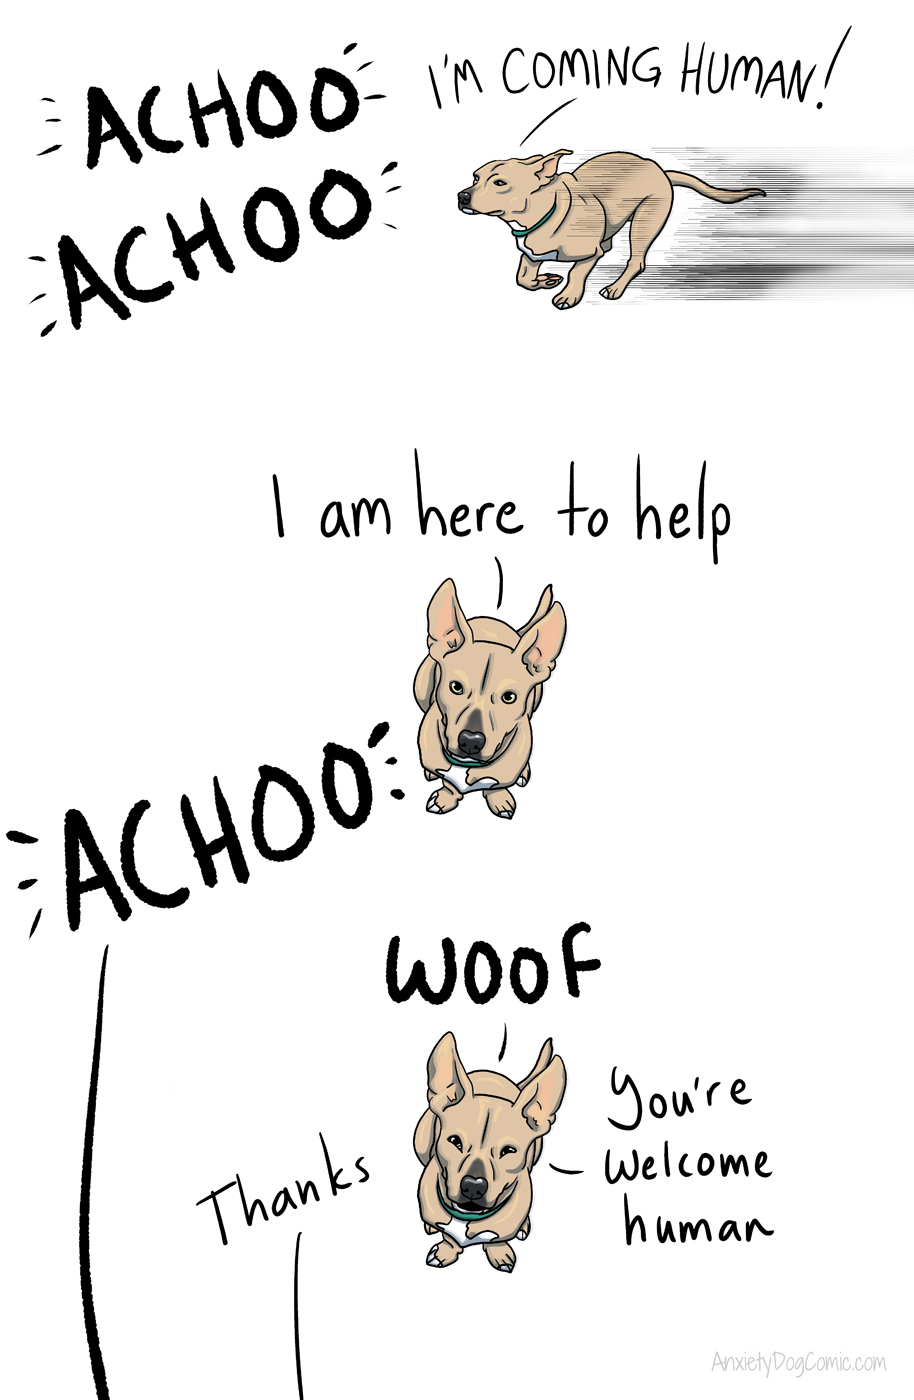 ACHOO
I'M COMING HUMAN!
ACHOO
I am here to help
ACHOO
WOOF
You're
Welcome
human
Thanks
AnxietyDogComic.com